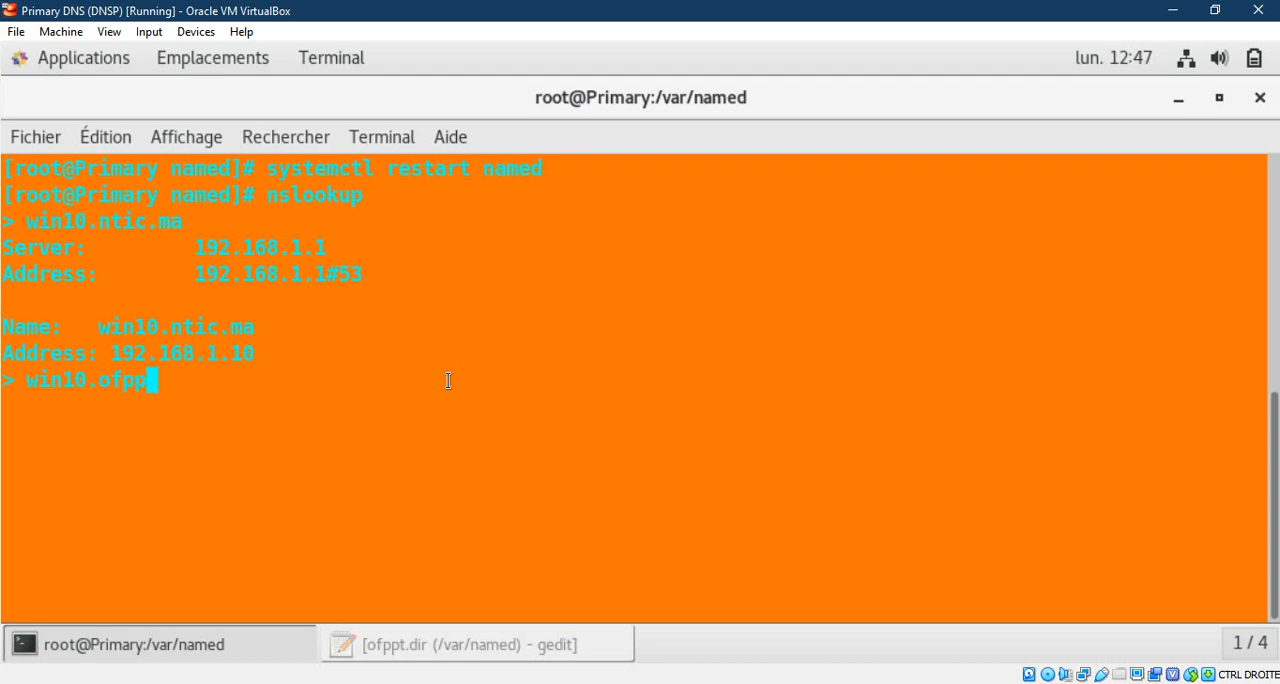 Primary DNS (DNSP) [Running] - Oracle VM VirtualBox
File Machine View Input Devices Help
Applications Emplacements Terminal lun. 12:47
root@Primary:/var/named
Fichier Édition Affichage Rechercher Terminal Aide
[root@Primary named]# systemctl restart named
[root@Primary named]# nslookup
> win10.ntic.ma
Server: 192.168.1.1
Address: 192.168.1.1#53
Name: win10.ntic.ma
Address: 192.168.1.10
> win10.ofpp
root@Primary:/var/named [ofppt.dir (/var/named) - gedit] 1 / 4
CTRL DROITE